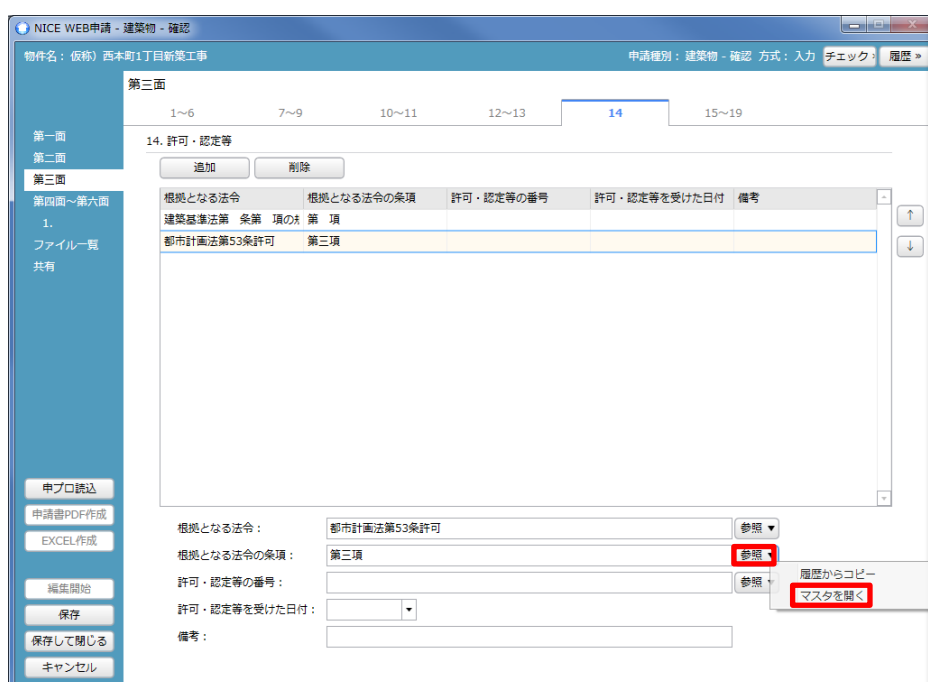 NICE WEB申請 - 建築物 - 確認
物件名： 仮称）西本町1丁目新築工事 申請種別： 建築物 - 確認 方式： 入力 チェック» 履歴 »
第三面
1～6 7～9 10～11 12～13 14 15～19
第一面
第二面
第三面
第四面～第六面
1.
ファイル一覧
共有
14. 許可・認定等
追加 削除
根拠となる法令 根拠となる法令の条項 許可・認定等の番号 許可・認定等を受けた日付 備考
建築基準法第 条第 項の 第 項
都市計画法第53条許可 第三項
↑
↓
申プロ読込
申請書PDF作成
EXCEL作成
編集開始
保存
保存して閉じる
キャンセル
根拠となる法令： 都市計画法第53条許可 参照 ▼
根拠となる法令の条項： 第三項 参照 ▼
許可・認定等の番号： 参照 ▼
許可・認定等を受けた日付：
備考：
履歴からコピー
マスタを開く